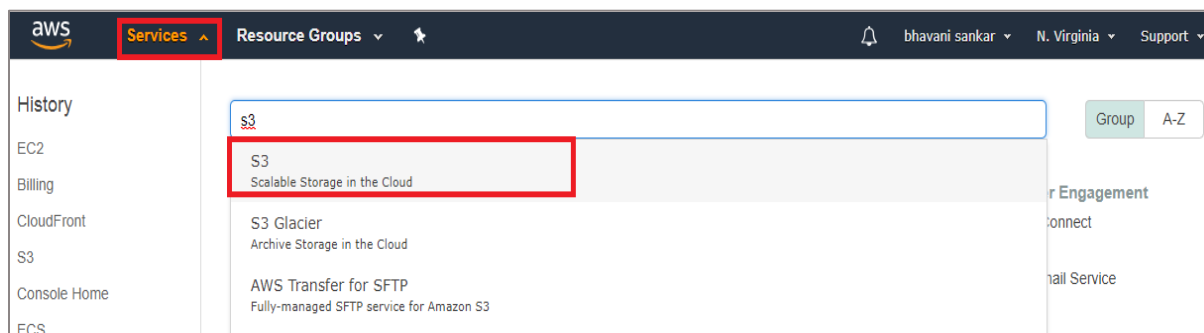 aws Services Resource Groups bhavani sankar N. Virginia Support
History
s3
Group A-Z
EC2
S3
Scalable Storage in the Cloud
Billing
r Engagement
CloudFront
S3 Glacier
onnect
Archive Storage in the Cloud
S3
AWS Transfer for SFTP
ail Service
Console Home
Fully-managed SFTP service for Amazon S3
ECS